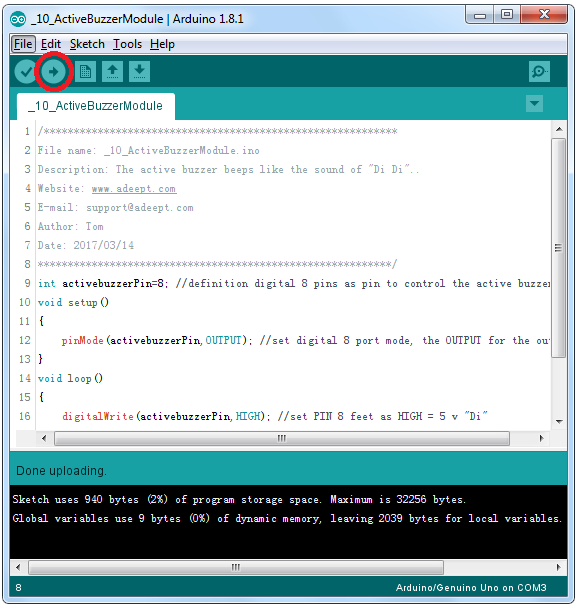 _10_ActiveBuzzerModule | Arduino 1.8.1
File Edit Sketch Tools Help
_10_ActiveBuzzerModule
1 /***********************************************************
2 File name: _10_ActiveBuzzerModule.ino
3 Description: The active buzzer beeps like the sound of "Di Di"..
4 Website: www.adeept.com
5 E-mail: support@adeept.com
6 Author: Tom
7 Date: 2017/03/14
8 ***********************************************************/
9 int activebuzzerPin=8; //definition digital 8 pins as pin to control the active buzzer
10 void setup()
11 {
12 pinMode(activebuzzerPin,OUTPUT); //set digital 8 port mode, the OUTPUT for the out
13 }
14 void loop()
15 {
16 digitalWrite(activebuzzerPin,HIGH); //set PIN 8 feet as HIGH = 5 v "Di"
Done uploading.
Sketch uses 940 bytes (2%) of program storage space. Maximum is 32256 bytes.
Global variables use 9 bytes (0%) of dynamic memory, leaving 2039 bytes for local variables.
8 Arduino/Genuino Uno on COM3